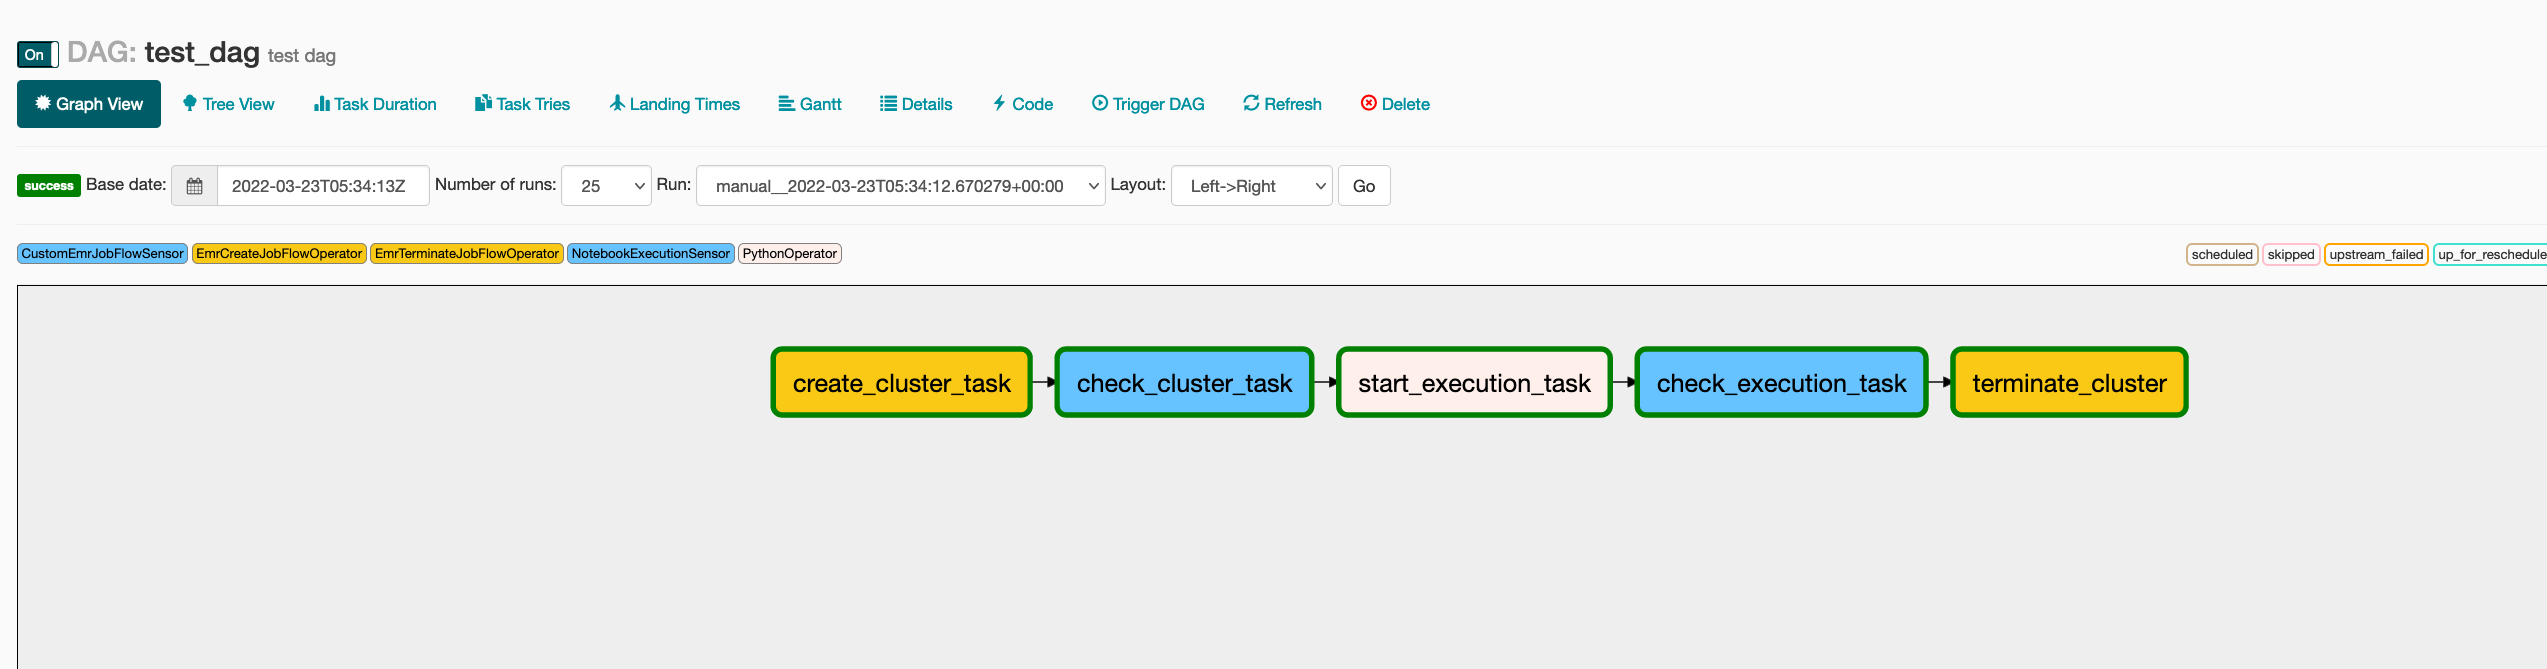 On DAG: test_dag test dag
Graph View Tree View Task Duration Task Tries Landing Times Gantt Details Code Trigger DAG Refresh Delete
success Base date: 2022-03-23T05:34:13Z Number of runs: 25 Run: manual__2022-03-23T05:34:12.670279+00:00 Layout: Left->Right Go
CustomEmrJobFlowSensor EmrCreateJobFlowOperator EmrTerminateJobFlowOperator NotebookExecutionSensor PythonOperator scheduled skipped upstream_failed up_for_reschedule
create_cluster_task check_cluster_task start_execution_task check_execution_task terminate_cluster